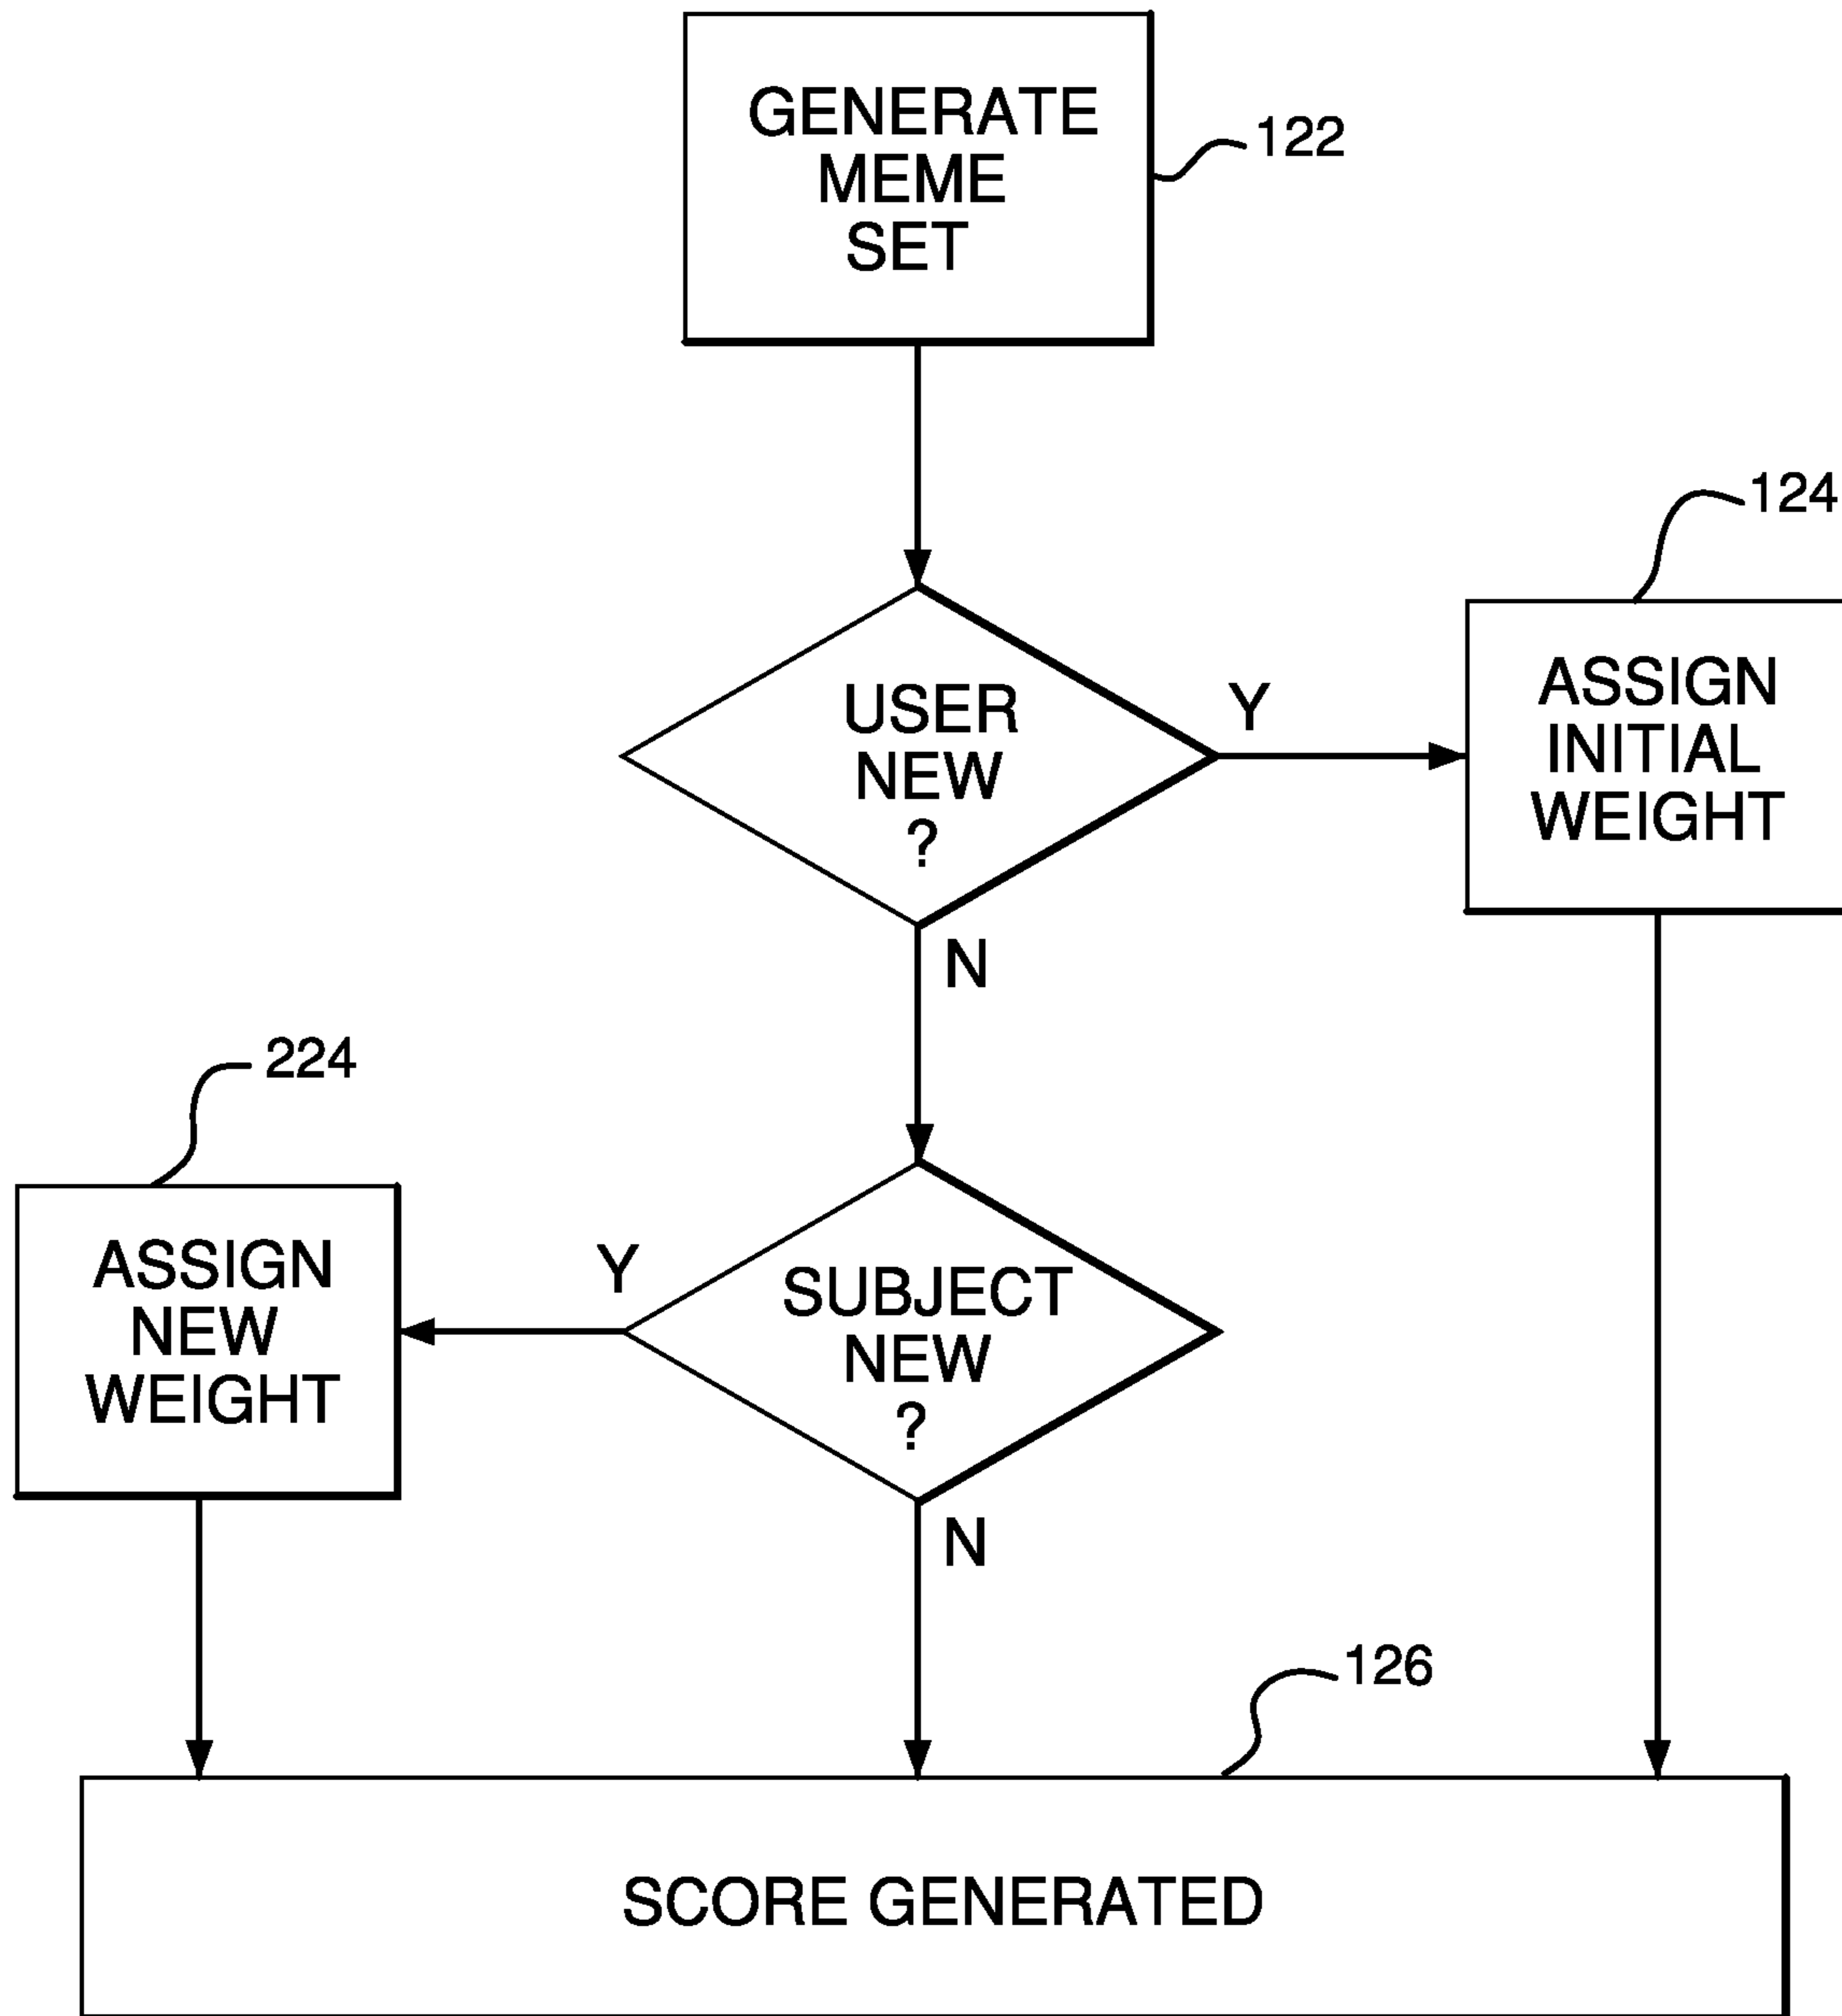 GENERATE
MEME
SET
122
124
USER
NEW
?
Y
ASSIGN
INITIAL
WEIGHT
N
224
ASSIGN
NEW
WEIGHT
Y
SUBJECT
NEW
?
N
126
SCORE GENERATED